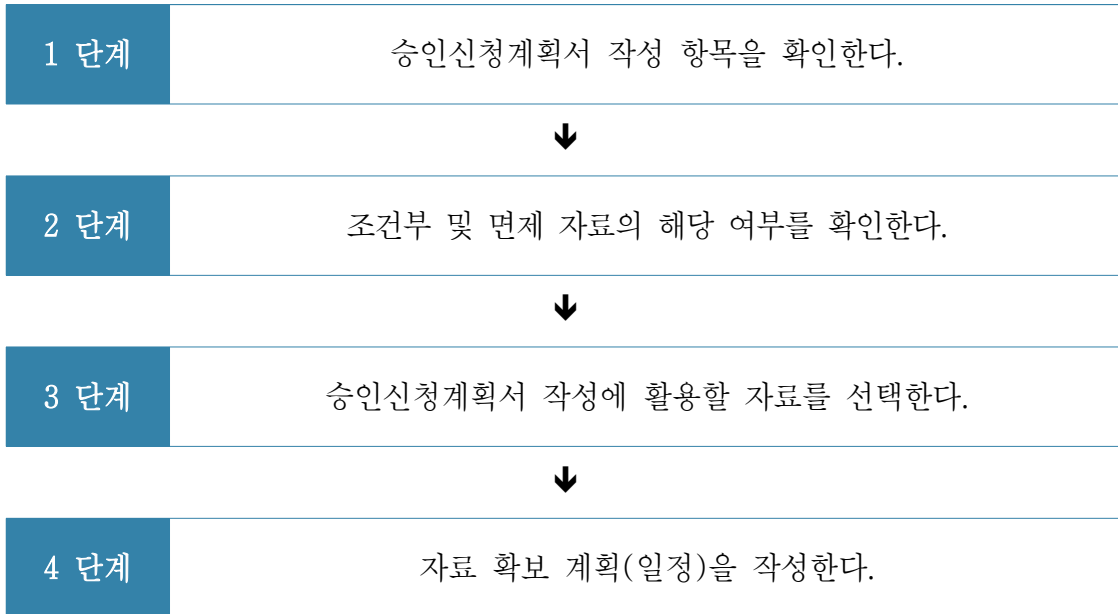 1 단계 승인신청계획서 작성 항목을 확인한다.
🡻
2 단계 조건부 및 면제 자료의 해당 여부를 확인한다.
🡻
3 단계 승인신청계획서 작성에 활용할 자료를 선택한다.
🡻
4 단계 자료 확보 계획(일정)을 작성한다.